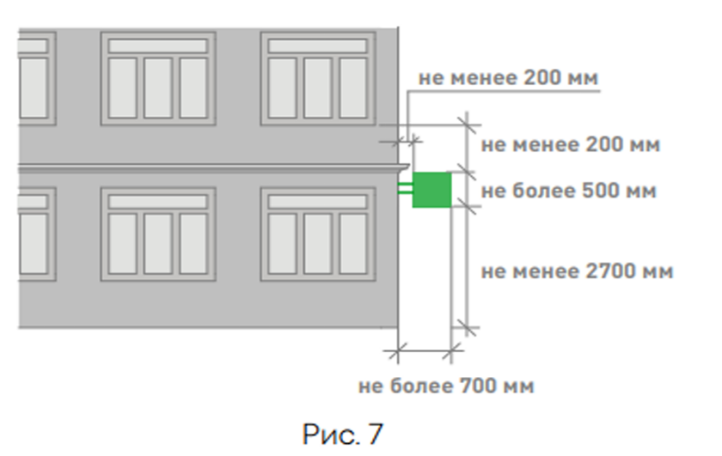 не менее 200 мм
не менее 200 мм
не более 500 мм
не менее 2700 мм
не более 700 мм
Рис. 7